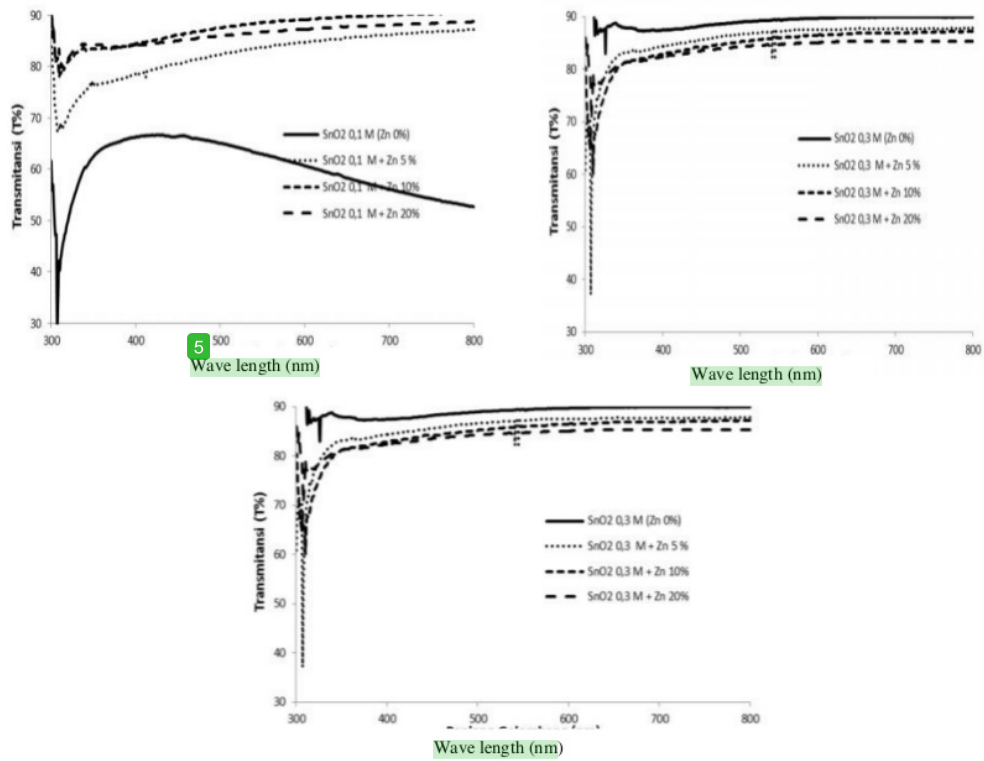 Transmitansi (T%)
90
80
70
60
50
40
30
300
400
500
600
700
800
SnO2 0,1 M (Zn 0%)
SnO2 0,1 M + Zn 5 %
SnO2 0,1 M + Zn 10%
SnO2 0,1 M + Zn 20%
5
Wave length (nm)
Transmitansi (T%)
90
80
70
60
50
40
30
300
400
500
600
700
800
SnO2 0,3 M (Zn 0%)
SnO2 0,3 M + Zn 5 %
SnO2 0,3 M + Zn 10%
SnO2 0,3 M + Zn 20%
Wave length (nm)
Transmitansi (T%)
90
80
70
60
50
40
30
300
400
500
600
700
800
SnO2 0,3 M (Zn 0%)
SnO2 0,3 M + Zn 5 %
SnO2 0,3 M + Zn 10%
SnO2 0,3 M + Zn 20%
Wave length (nm)